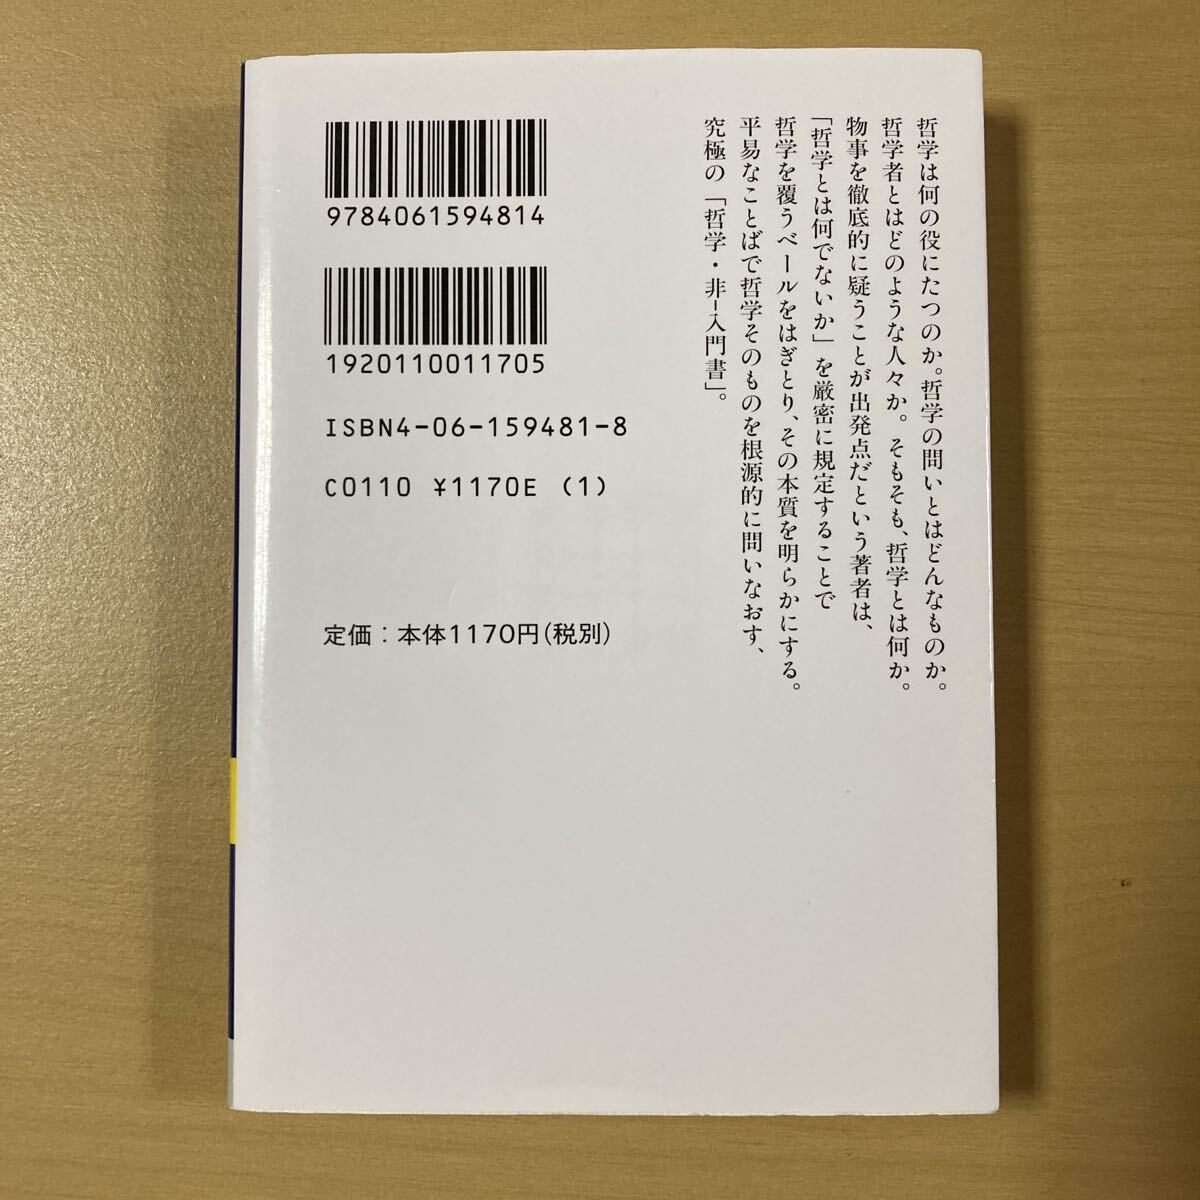 哲学は何の役にたつのか。哲学の問いとはどんなものか。
哲学者とはどのような人々か。そもそも、哲学とは何か。
物事を徹底的に疑うことが出発点だという著者は、
「哲学とは何でないか」を厳密に規定することで
哲学を覆うベールをはぎとり、その本質を明らかにする。
平易なことばで哲学そのものを根源的に問いなおす、
究極の「哲学・非-入門書」。
9784061594814
1920110011705
ISBN4-06-159481-8
C0110 ¥1170E (1)
定価：本体1170円（税別）